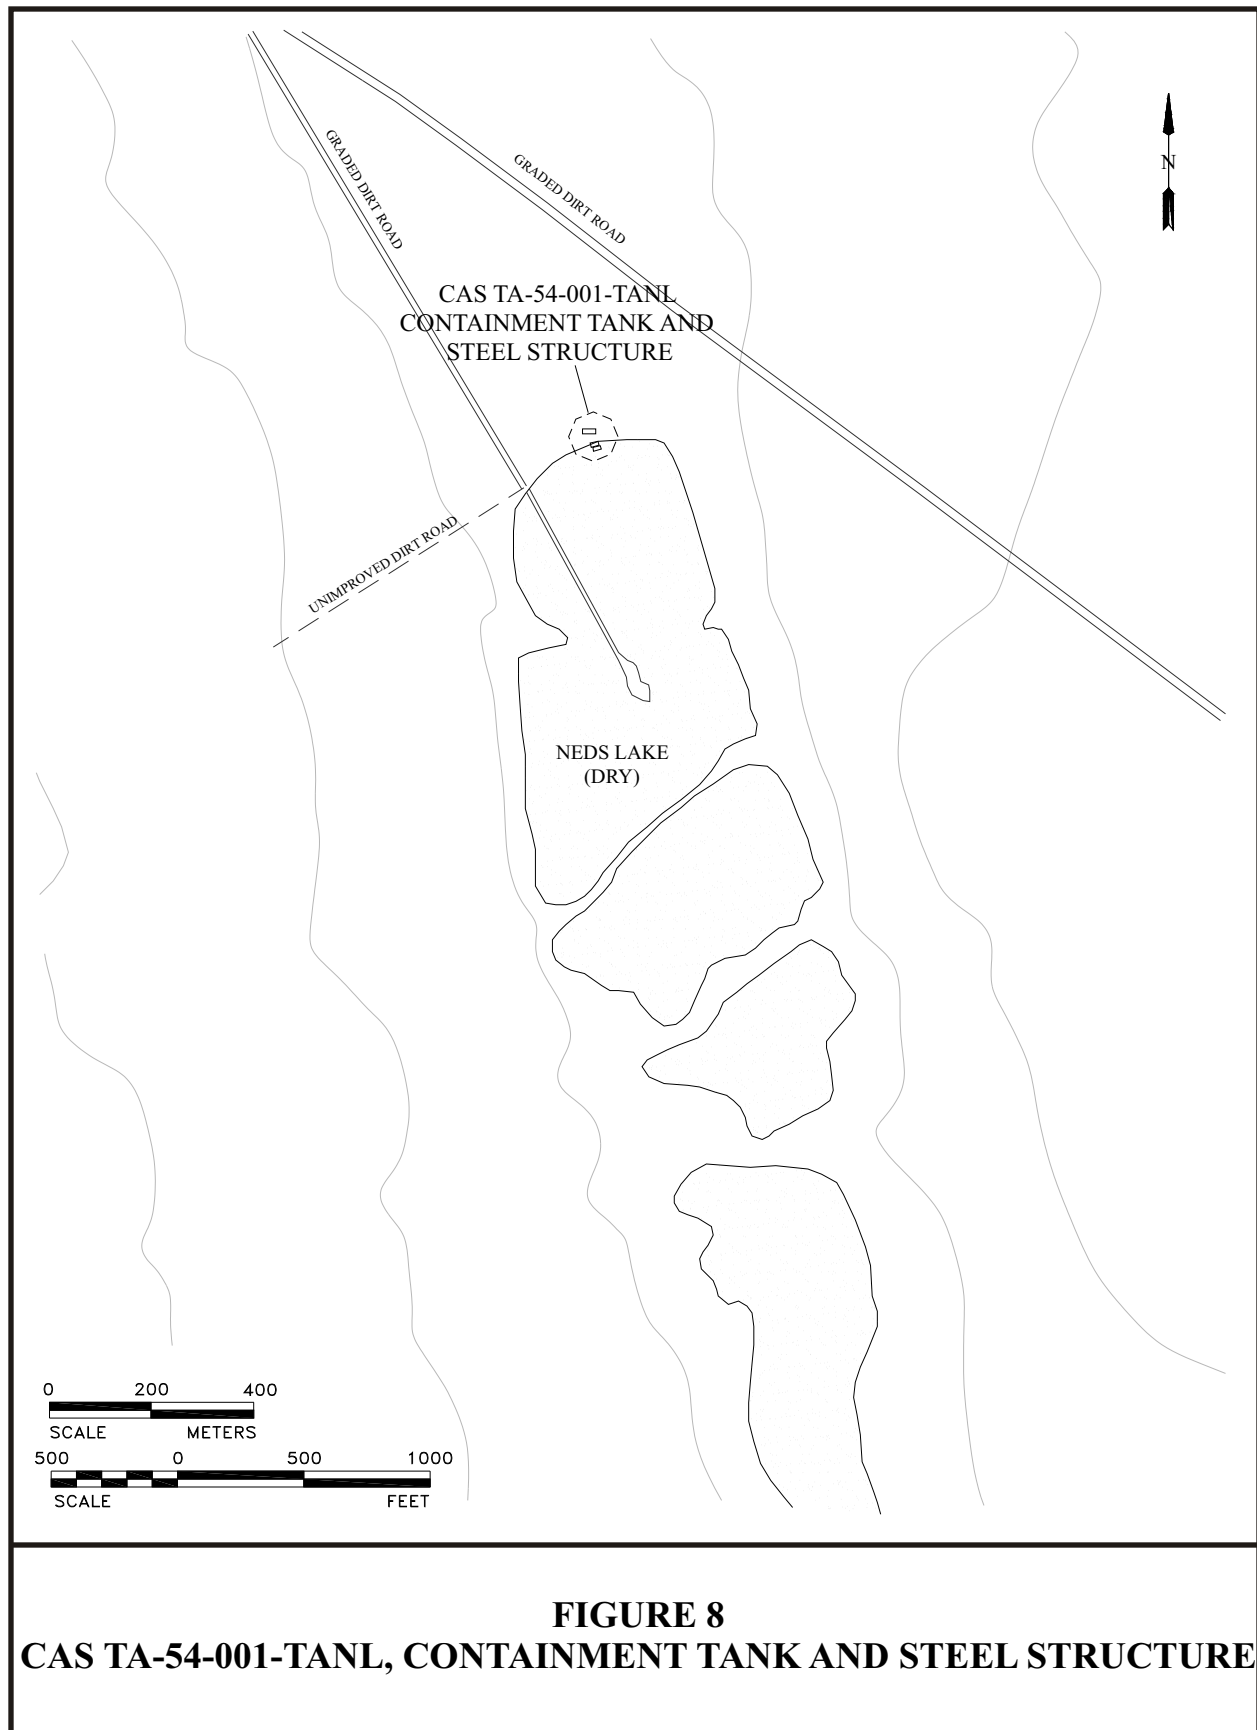 GRADED DIRT ROAD
GRADED DIRT ROAD
N
CAS TA-54-001-TANL
CONTAINMENT TANK AND
STEEL STRUCTURE
UNIMPROVED DIRT ROAD
NEDS LAKE
(DRY)
0 200 400
SCALE METERS
500 0 500 1000
SCALE FEET
FIGURE 8
CAS TA-54-001-TANL, CONTAINMENT TANK AND STEEL STRUCTURE